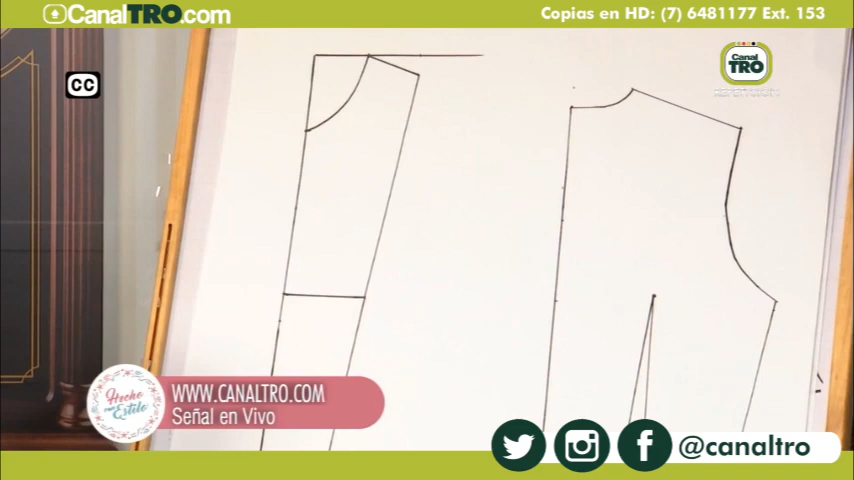 CanalTRO.com
Copias en HD: (7) 6481177 Ext. 153
CC
Canal
TRO
REPETICIÓN
Hecho
con Estilo
WWW.CANALTRO.COM
Señal en Vivo
@canaltro